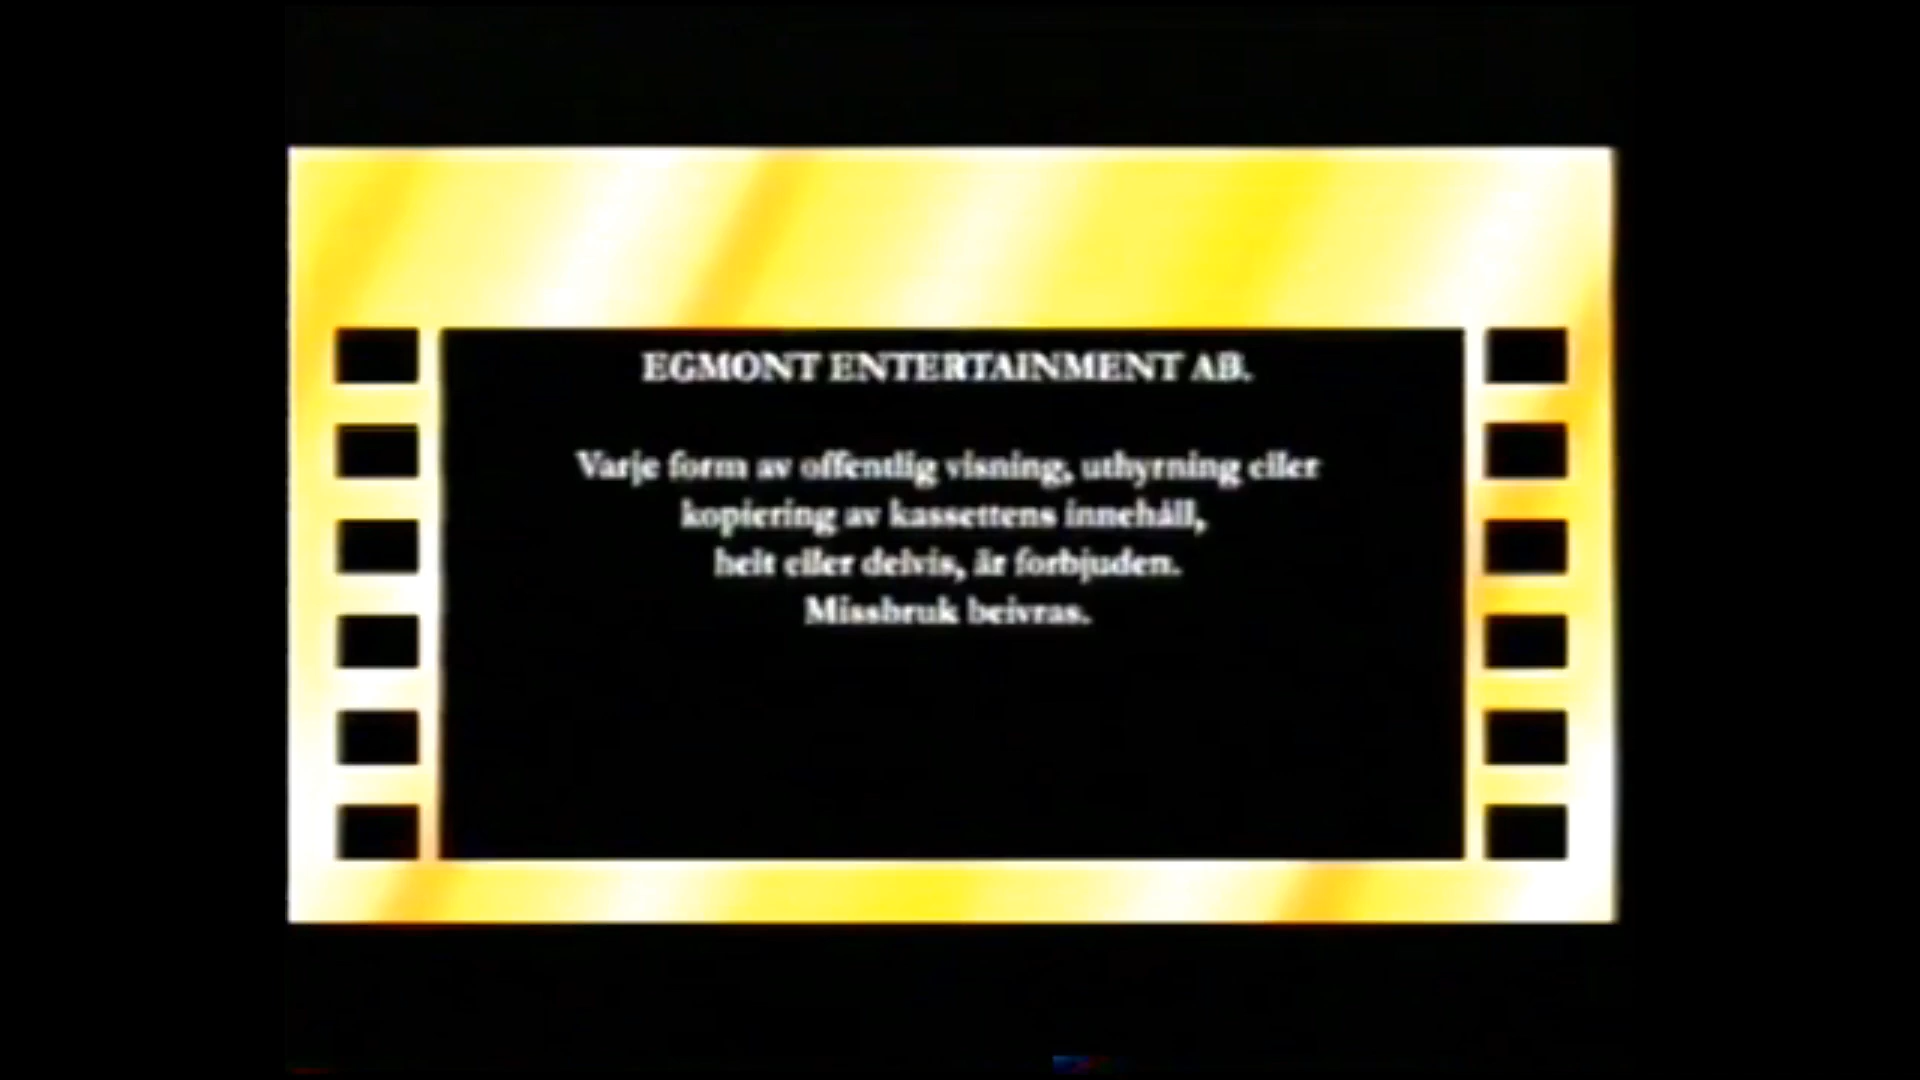 EGMONT ENTERTAINMENT AB.
Varje form av offentlig visning, uthyrning eller
kopiering av kassettens innehåll,
helt eller delvis, är forbjuden.
Missbruk beivras.